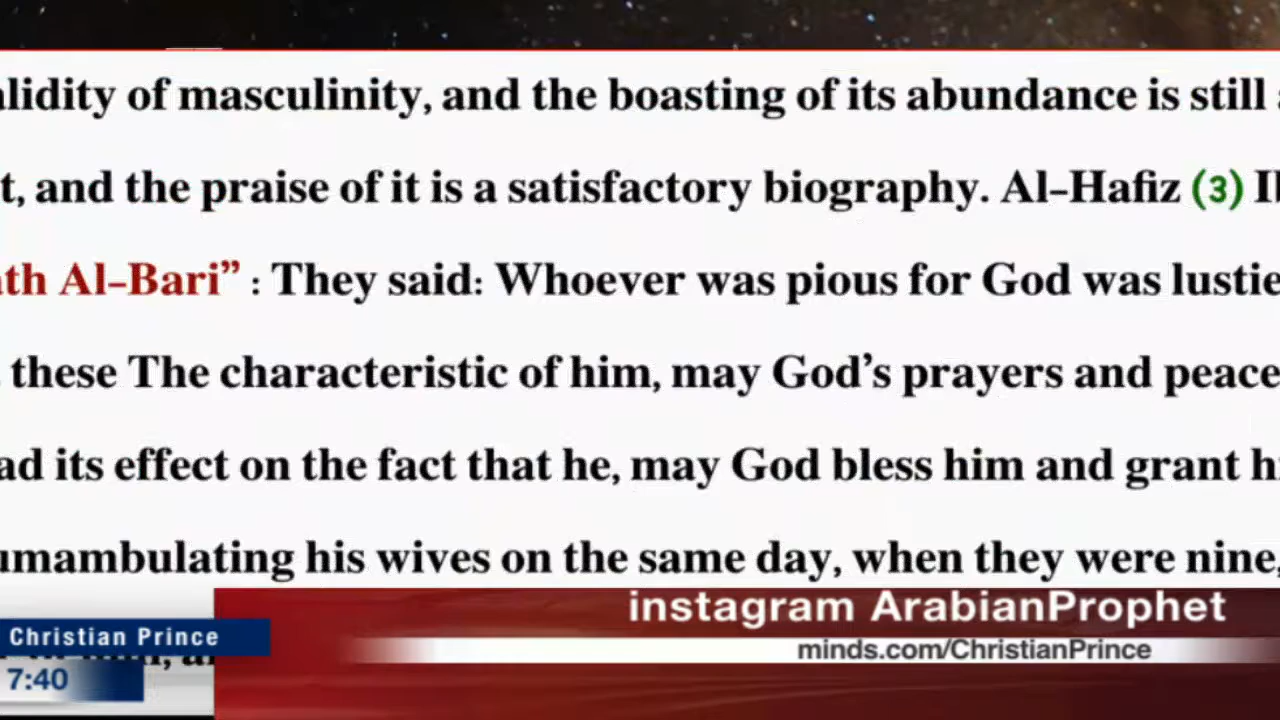 alidity of masculinity, and the boasting of its abundance is still
t, and the praise of it is a satisfactory biography. Al-Hafiz (3)
ath Al-Bari” : They said: Whoever was pious for God was lustie
these The characteristic of him, may God’s prayers and peace
ad its effect on the fact that he, may God bless him and grant
umambulating his wives on the same day, when they were nine,
instagram ArabianProphet
Christian Prince
minds.com/ChristianPrince
7:40